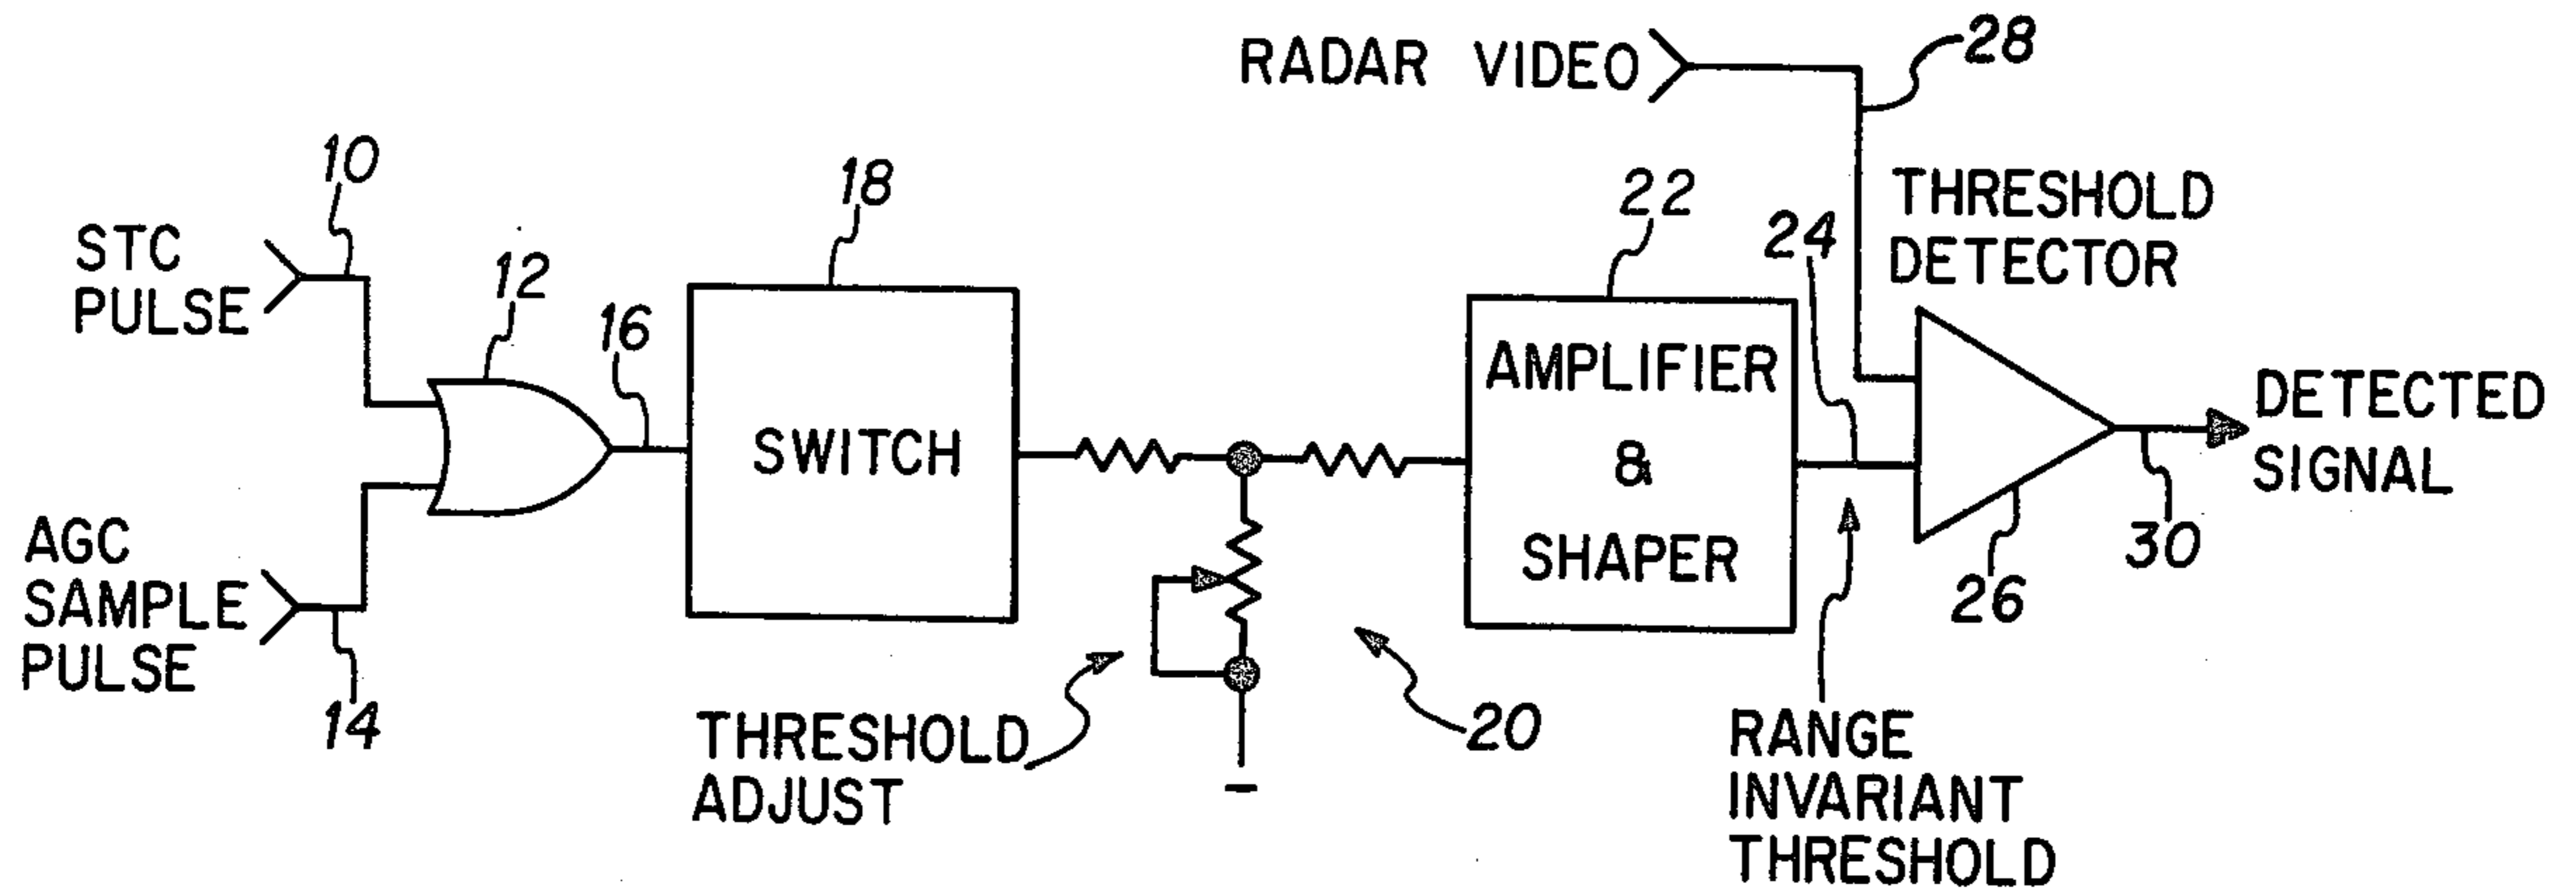 RADAR VIDEO
28
10
STC
PULSE
12
16
18
SWITCH
22
AMPLIFIER
&
SHAPER
24
THRESHOLD
DETECTOR
26
DETECTED
SIGNAL
30
AGC
SAMPLE
PULSE
14
THRESHOLD
ADJUST
20
RANGE
INVARIANT
THRESHOLD